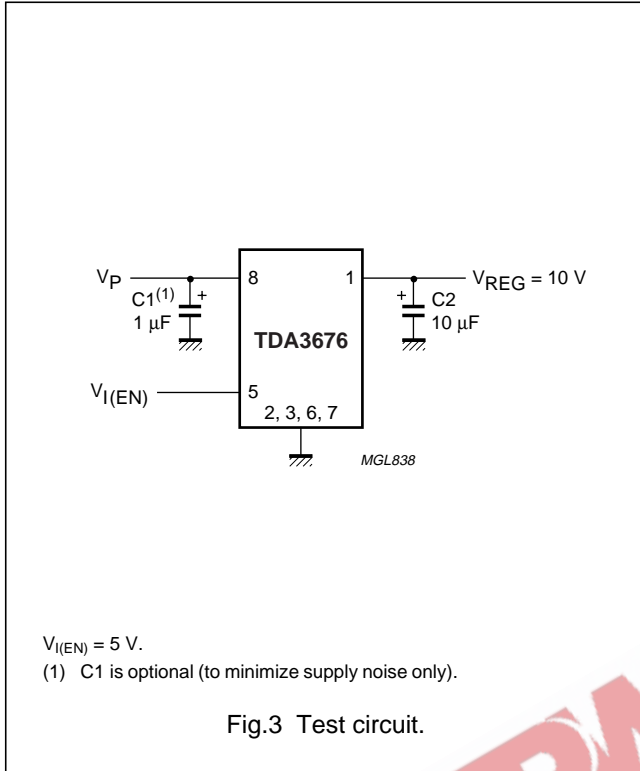 V_P
8
1
V_REG = 10 V
C1(1)
+
1 μF
+
C2
10 μF
TDA3676
V_I(EN)
5
2, 3, 6, 7
MGL838
V_I(EN) = 5 V.
(1) C1 is optional (to minimize supply noise only).
Fig.3 Test circuit.